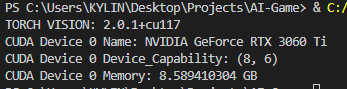 PS C:\Users\KYLIN\Desktop\Projects\AI-Game> & C:/
TORCH VISION: 2.0.1+cu117
CUDA Device 0 Name: NVIDIA GeForce RTX 3060 Ti
CUDA Device 0 Device_Capability: (8, 6)
CUDA Device 0 Memory: 8.589410304 GB